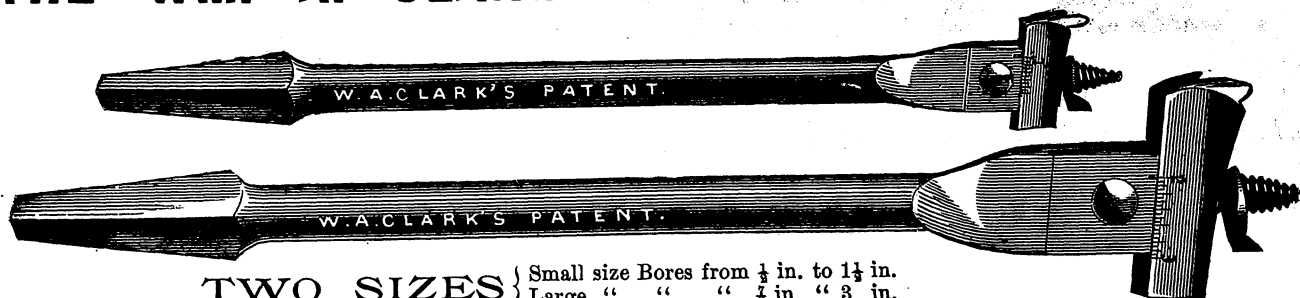 W.A.CLARK'S PATENT.
W.A.CLARK'S PATENT.
TWO SIZES { Small size Bores from ½ in. to 1½ in.
Large “ “ “ ⅞ in. “ 3 in.